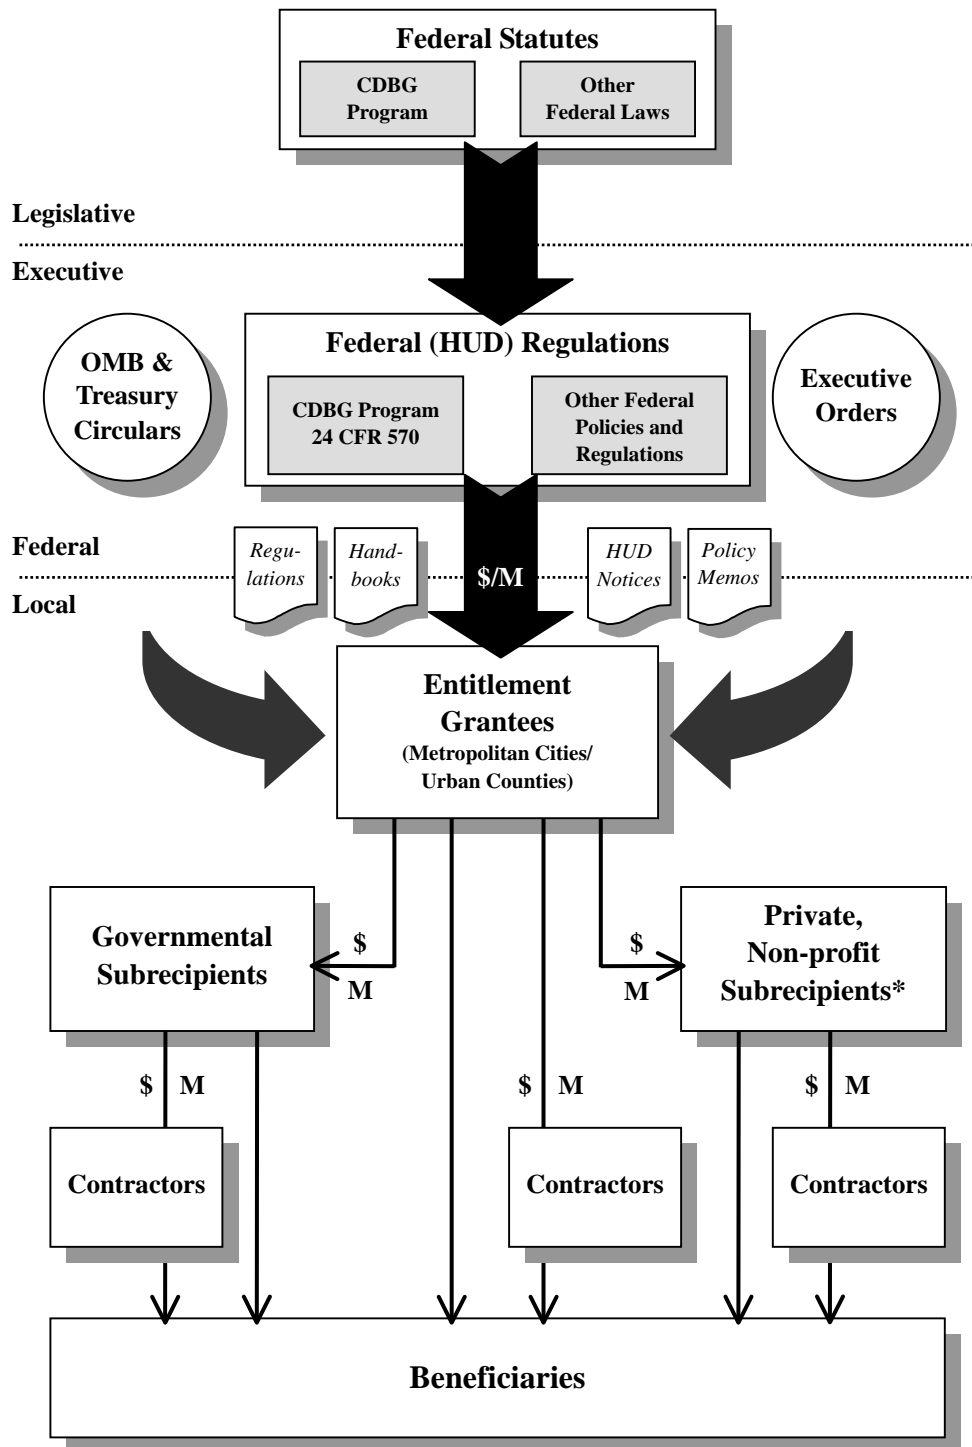 Federal Statutes
CDBG
Program
Other
Federal Laws
Legislative
Executive
OMB &
Treasury
Circulars
Federal (HUD) Regulations
CDBG Program
24 CFR 570
Other Federal
Policies and
Regulations
Executive
Orders
Federal
Local
Regu-
lations
Hand-
books
$/M
HUD
Notices
Policy
Memos
Entitlement
Grantees
(Metropolitan Cities/
Urban Counties)
Governmental
Subrecipients
$
M
$
M
Private,
Non-profit
Subrecipients*
$ M
$ M
$ M
Contractors
Contractors
Contractors
Beneficiaries